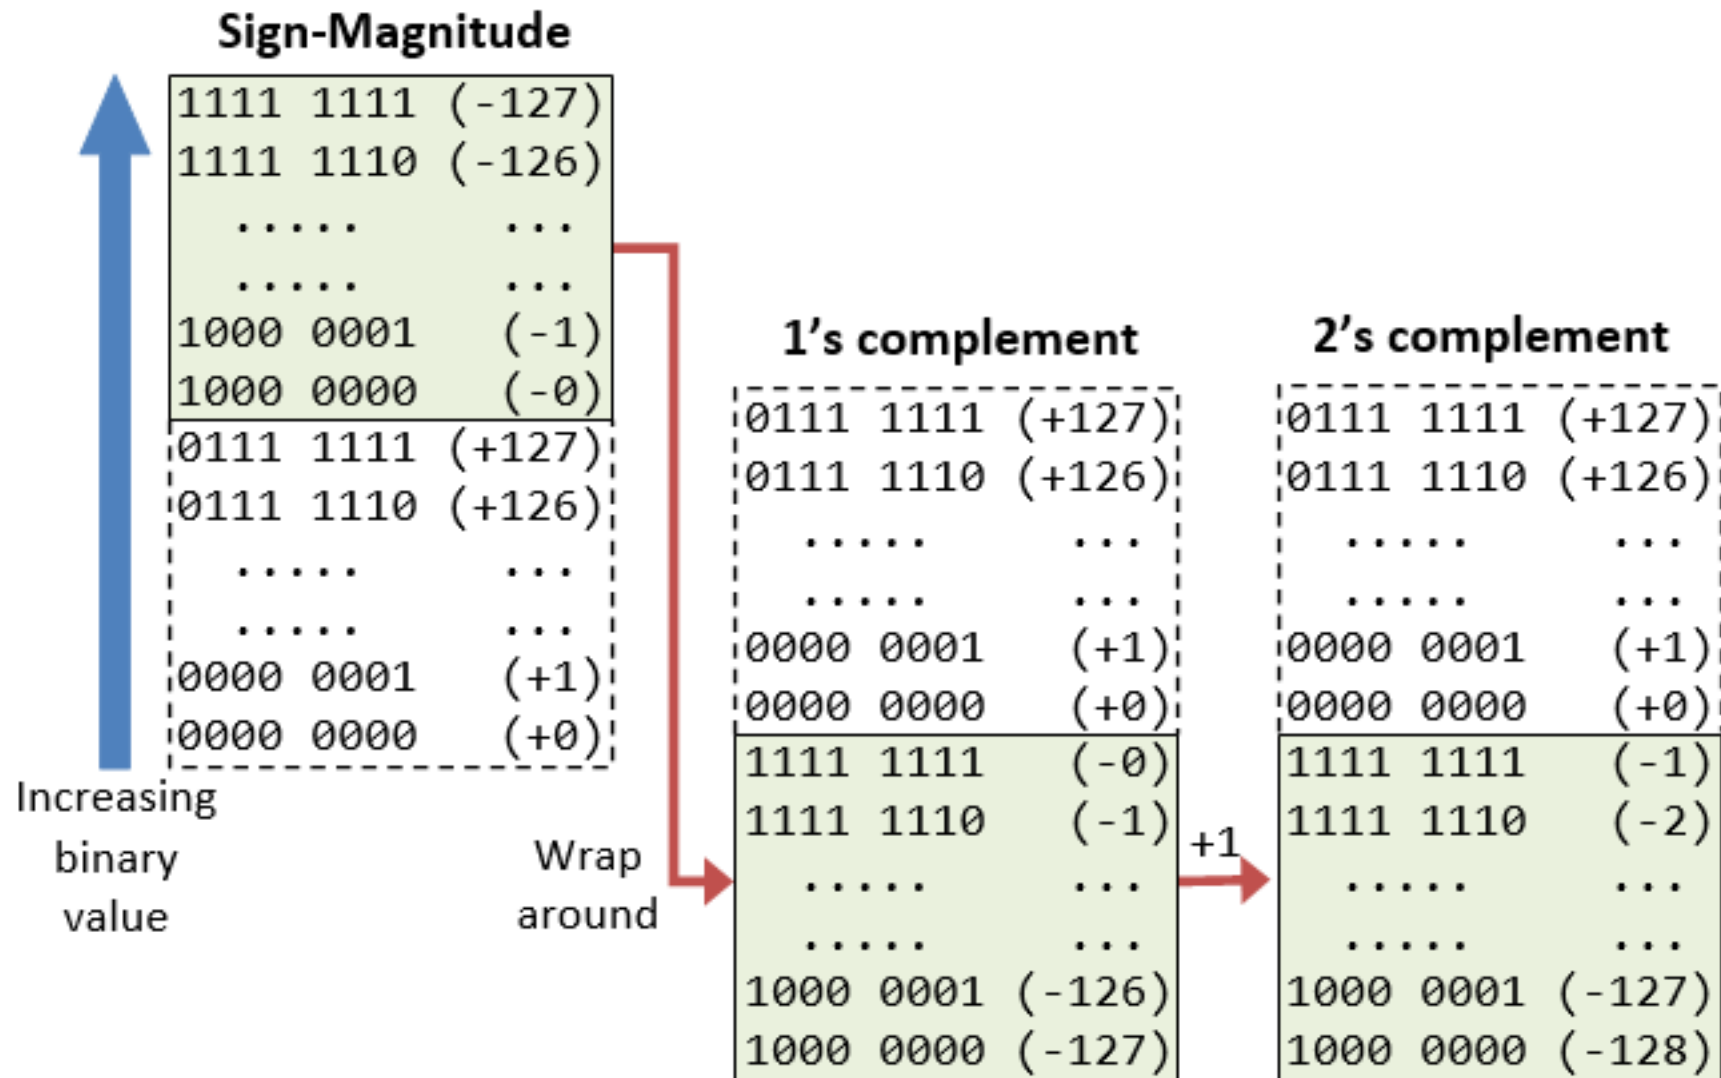 Sign-Magnitude
1111 1111 (-127)
1111 1110 (-126)
..... ...
..... ...
1000 0001 (-1)
1000 0000 (-0)
0111 1111 (+127)
0111 1110 (+126)
..... ...
..... ...
0000 0001 (+1)
0000 0000 (+0)
Increasing
binary
value
Wrap
around
1's complement
0111 1111 (+127)
0111 1110 (+126)
..... ...
..... ...
0000 0001 (+1)
0000 0000 (+0)
1111 1111 (-0)
1111 1110 (-1)
..... ...
..... ...
1000 0001 (-126)
1000 0000 (-127)
+1
2's complement
0111 1111 (+127)
0111 1110 (+126)
..... ...
..... ...
0000 0001 (+1)
0000 0000 (+0)
1111 1111 (-1)
1111 1110 (-2)
..... ...
..... ...
1000 0001 (-127)
1000 0000 (-128)